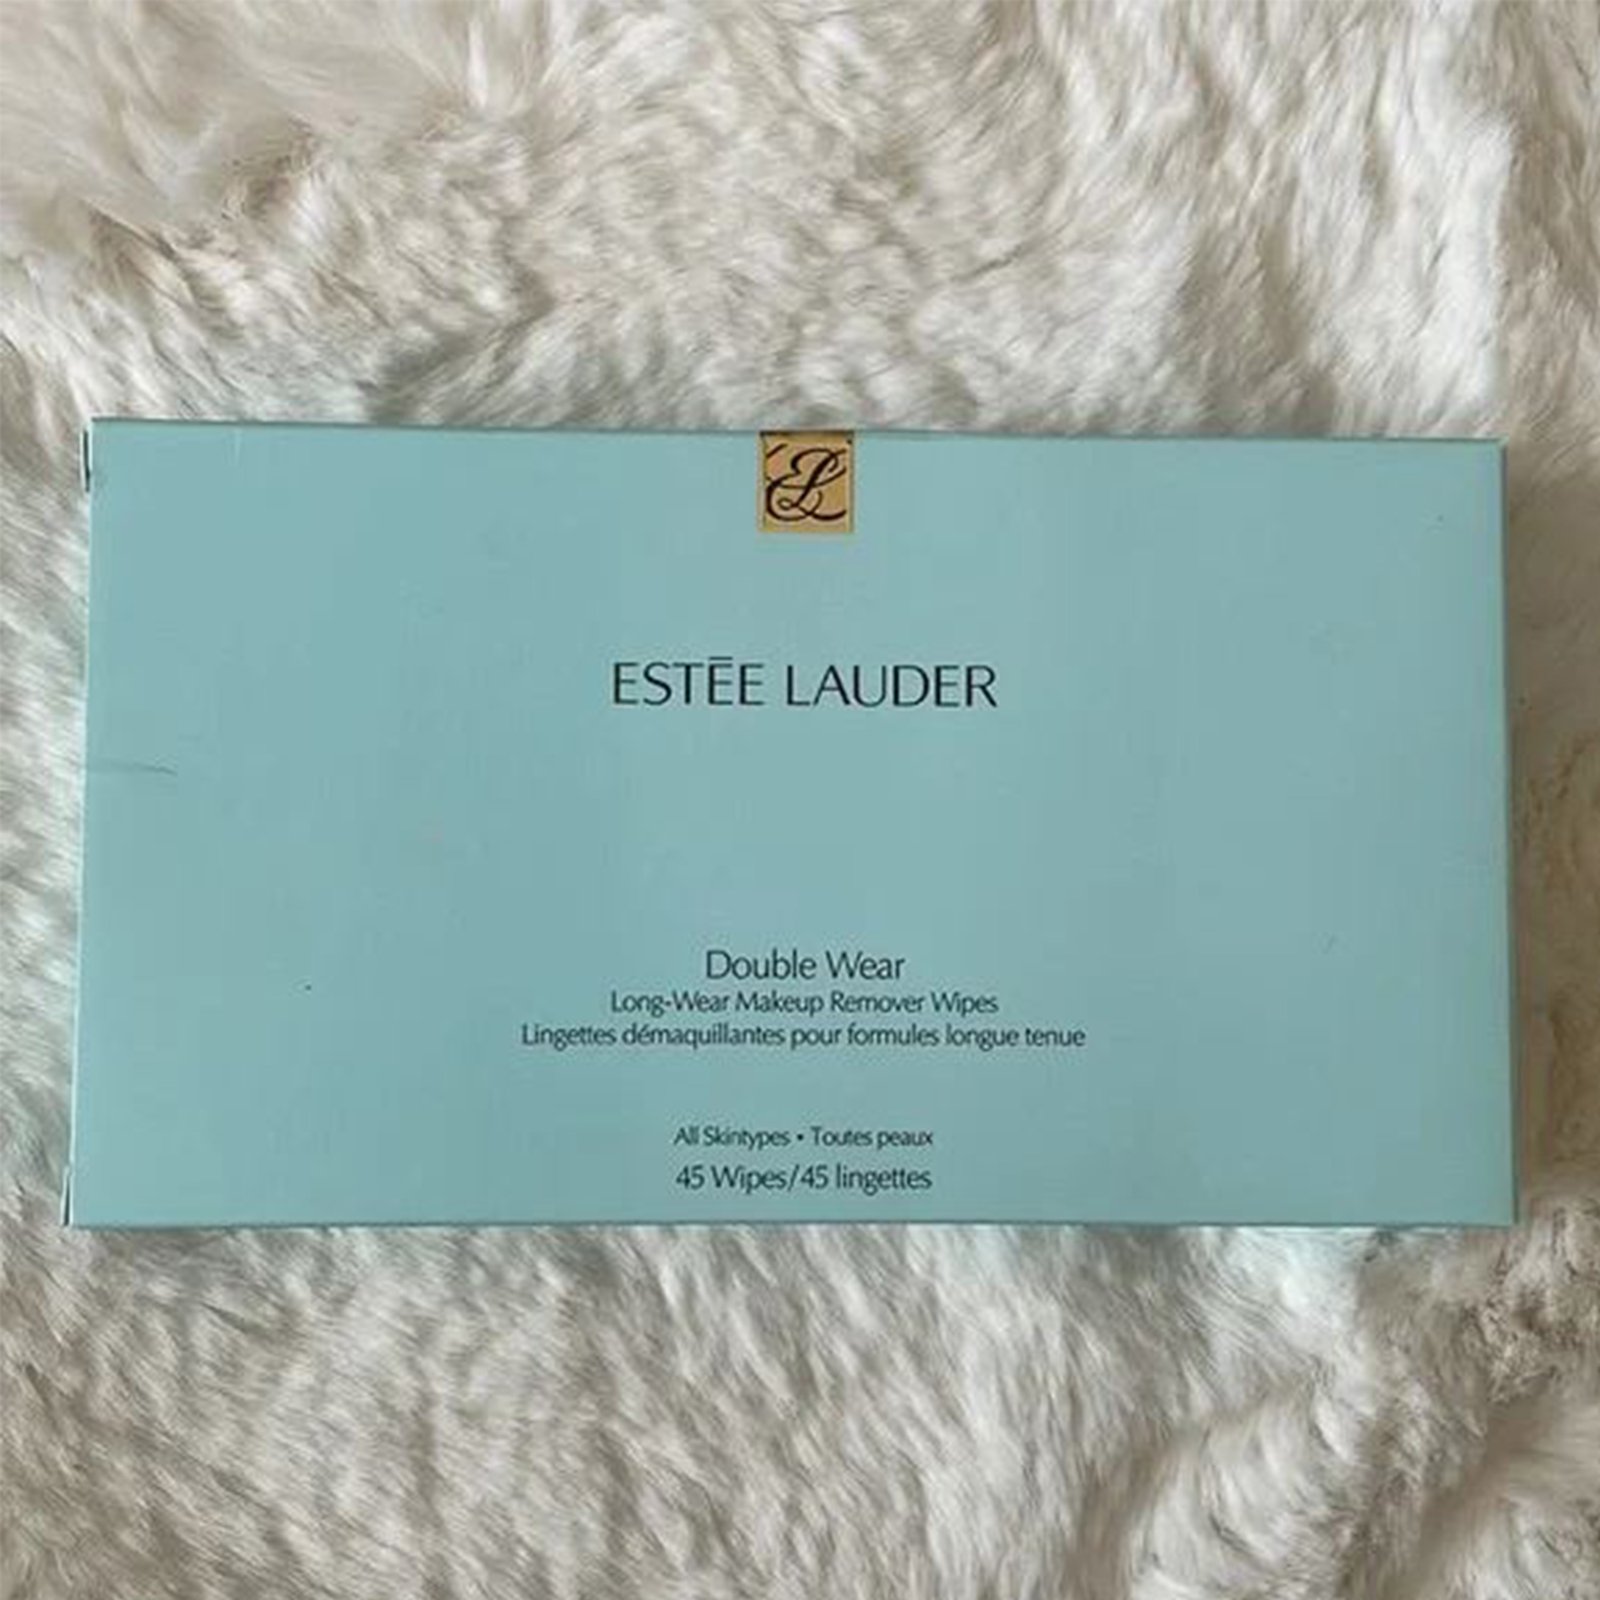 EL
ESTĒE LAUDER
Double Wear
Long-Wear Makeup Remover Wipes
Lingettes démaquillantes pour formules longue tenue
All Skintypes • Toutes peaux
45 Wipes/45 lingettes